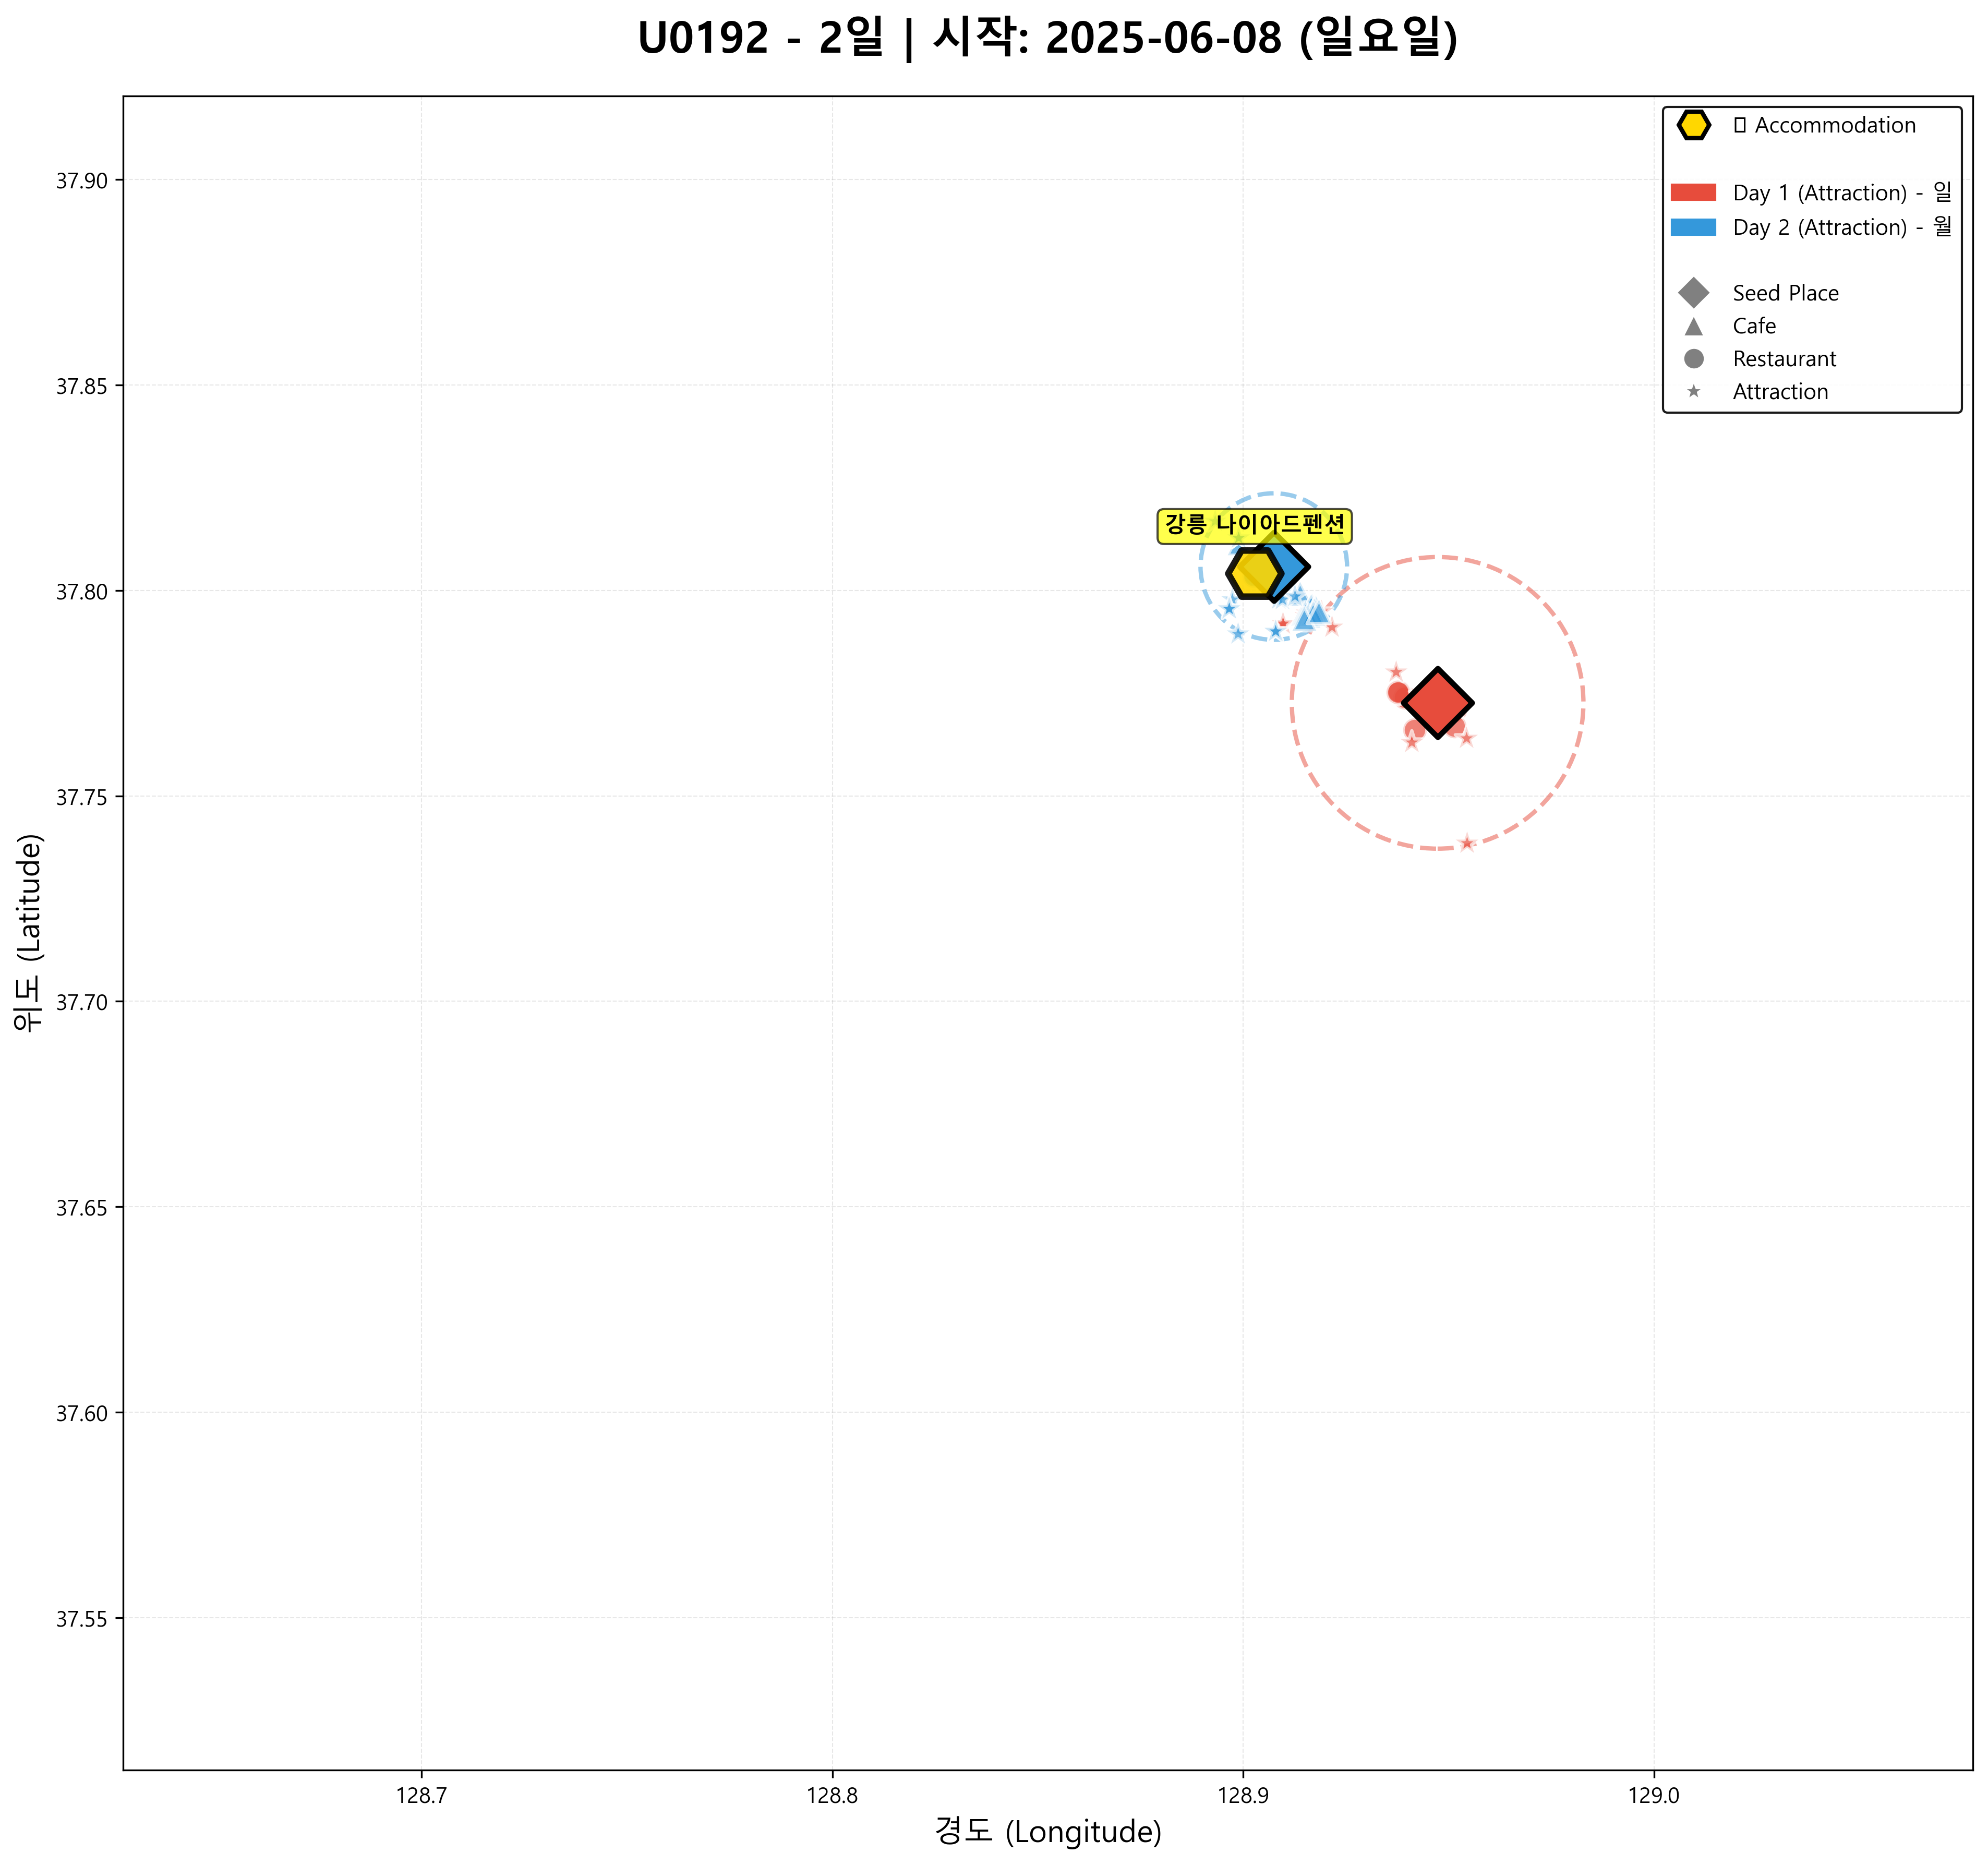 U0192 - 2일 | 시작: 2025-06-08 (일요일)
Accommodation
Day 1 (Attraction) - 일
Day 2 (Attraction) - 월
Seed Place
Cafe
Restaurant
Attraction
강릉 나이아드펜션
위도 (Latitude)
37.90
37.85
37.80
37.75
37.70
37.65
37.60
37.55
128.7
128.8
128.9
129.0
경도 (Longitude)